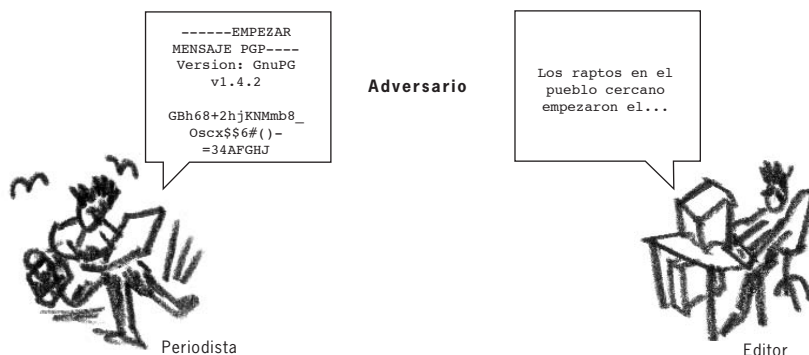 ------EMPEZAR
MENSAJE PGP----
Version: GnuPG
v1.4.2
GBh68+2hjKNMmb8_
Oscx$$6#()-
=34AFGHJ
Adversario
Los raptos en el
pueblo cercano
empezaron el...
Periodista
Editor